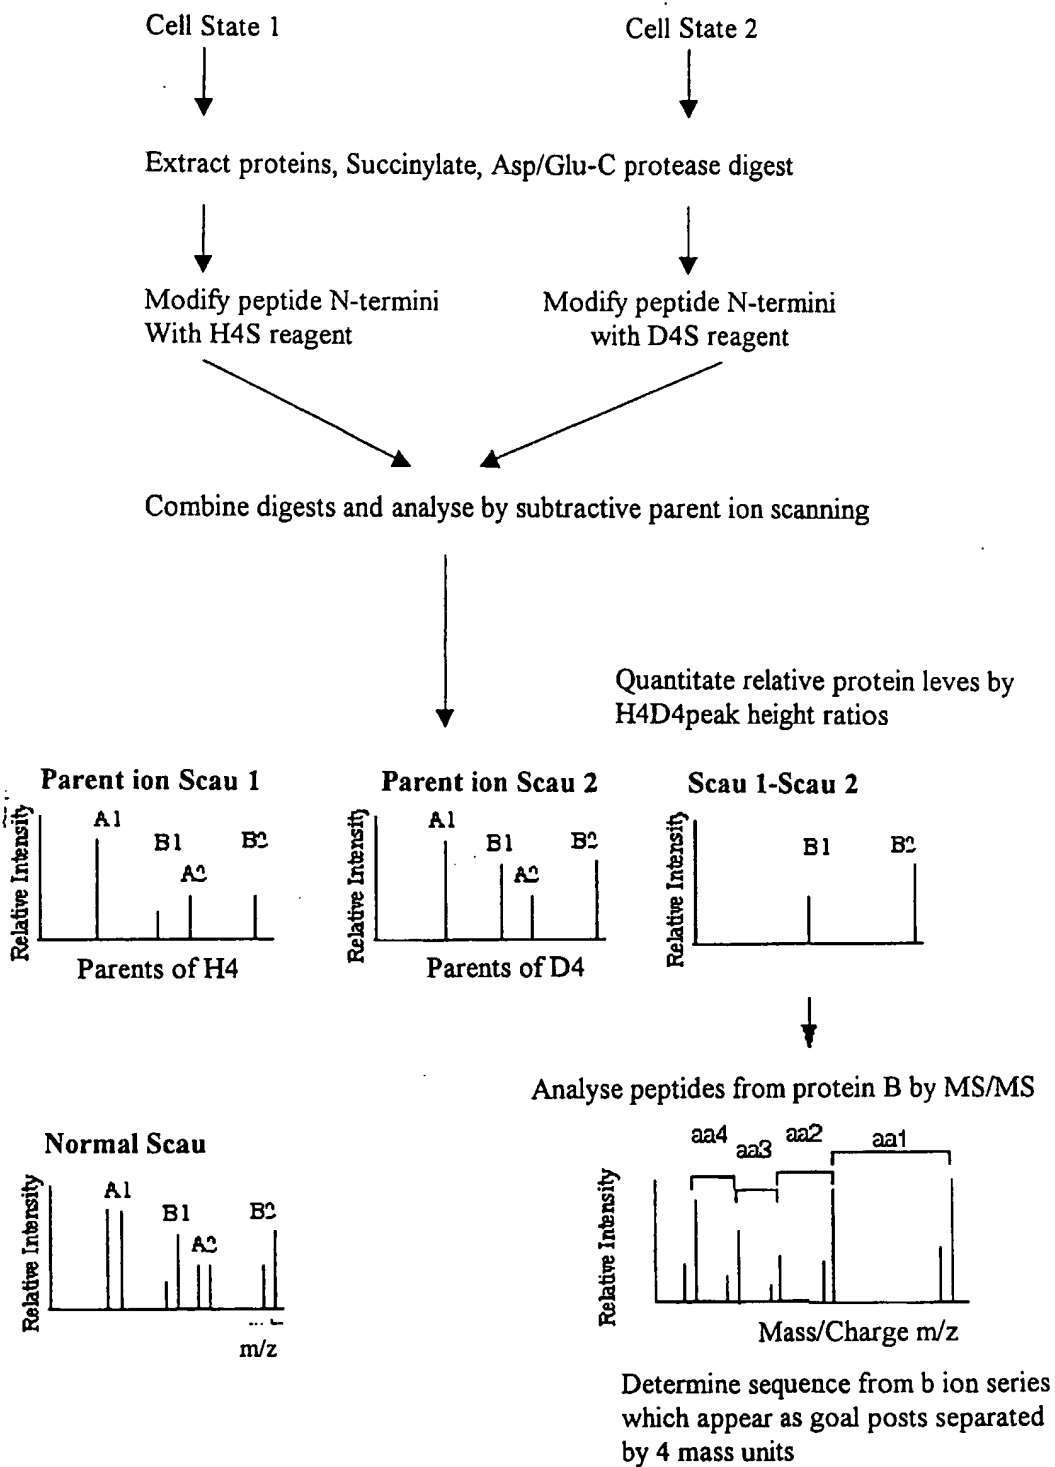 Cell State 1
Cell State 2
Extract proteins, Succinylate, Asp/Glu-C protease digest
Modify peptide N-termini
With H4S reagent
Modify peptide N-termini
with D4S reagent
Combine digests and analyse by subtractive parent ion scanning
Quantitate relative protein leves by
H4D4peak height ratios
Parent ion Scau 1
Relative Intensity
A1
B1
A2
B2
Parents of H4
Parent ion Scau 2
Relative Intensity
A1
B1
A2
B2
Parents of D4
Scau 1-Scau 2
Relative Intensity
B1
B2
Analyse peptides from protein B by MS/MS
Normal Scau
Relative Intensity
A1
B1
A2
B2
m/z
aa4
aa3
aa2
aa1
Relative Intensity
Mass/Charge m/z
Determine sequence from b ion series
which appear as goal posts separated
by 4 mass units